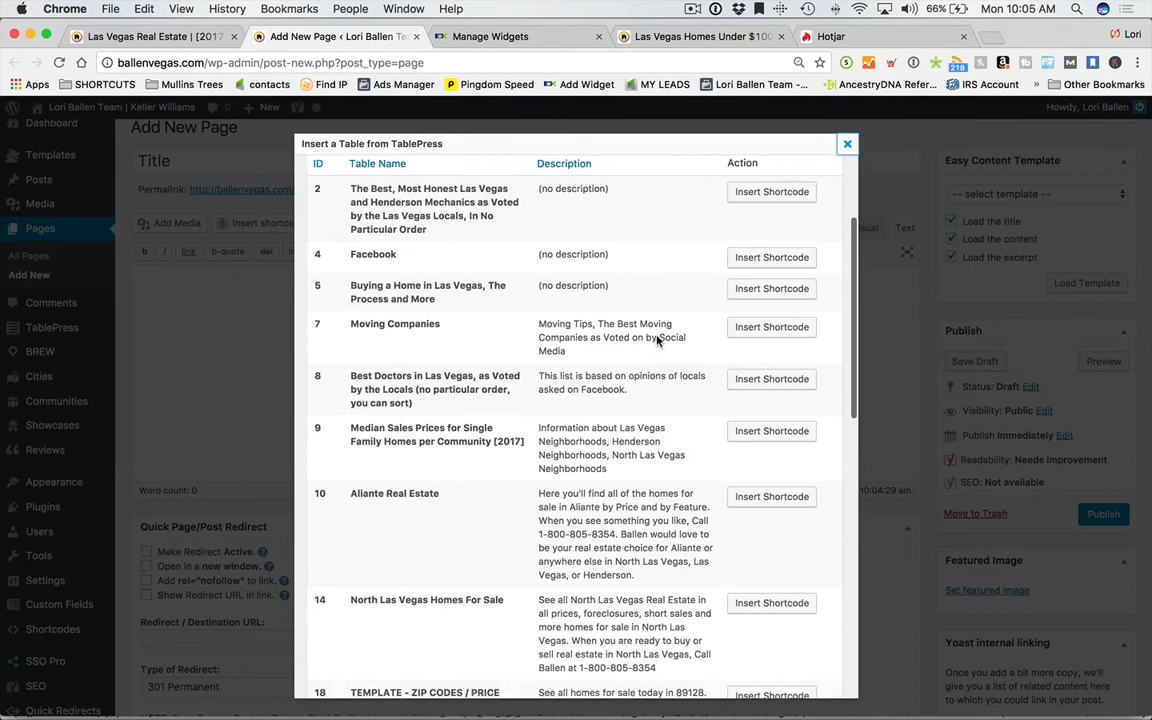 Chrome File Edit View History Bookmarks People Window Help 66% Mon 10:05 AM
Las Vegas Real Estate | [2017 × Add New Page ‹ Lori Ballen Te × Manage Widgets × Las Vegas Homes Under $100 × Hotjar × Lori
ballenvegas.com/wp-admin/post-new.php?post_type=page
Apps SHORTCODES Mullins Trees contacts Find IP Ads Manager Pingdom Speed Add Widget MY LEADS Lori Ballen Team -... AncestryDNA Refer... 218 IRS Account » Other Bookmarks
Lori Ballen Team | Keller Williams 0 New Howdy, Lori Ballen
Dashboard
Templates
Posts
Media
Pages
All Pages
Add New
Comments
TablePress
BREW
Cities
Communities
Showcases
Reviews
Appearance
Plugins
Users
Tools
Settings
Custom Fields
Shortcodes
SSO Pro
SEO
Quick Redirects
Add New Page
Title
Permalink: http://ballenvegas.com/
Add Media Insert shortco
b i link b-quote del
Word count: 0
Quick Page/Post Redirect
Make Redirect Active.
Open in a new window.
Add rel="nofollow" to link.
Show Redirect URL in link.
Redirect / Destination URL:
Type of Redirect:
301 Permanent
Insert a Table from TablePress ×
ID Table Name Description Action
2 The Best, Most Honest Las Vegas (no description) Insert Shortcode
and Henderson Mechanics as Voted
by the Las Vegas Locals, In No
Particular Order
4 Facebook (no description) Insert Shortcode
5 Buying a Home in Las Vegas, The (no description) Insert Shortcode
Process and More
7 Moving Companies Moving Tips, The Best Moving Insert Shortcode
Companies as Voted on by Social
Media
8 Best Doctors in Las Vegas, as Voted This list is based on opinions of locals Insert Shortcode
by the Locals (no particular order, asked on Facebook.
you can sort)
9 Median Sales Prices for Single Information about Las Vegas Insert Shortcode
Family Homes per Community [2017] Neighborhoods, Henderson
Neighborhoods, North Las Vegas
Neighborhoods
10 Aliante Real Estate Here you'll find all of the homes for Insert Shortcode
sale in Aliante by Price and by Feature.
When you see something you like, Call
1-800-805-8354. Ballen would love to
be your real estate choice for Aliante or
anywhere else in North Las Vegas, Las
Vegas, or Henderson.
14 North Las Vegas Homes For Sale See all North Las Vegas Real Estate in Insert Shortcode
all prices, foreclosures, short sales and
more homes for sale in North Las
Vegas. When you are ready to buy or
sell real estate in North Las Vegas, Call
Ballen at 1-800-805-8354
18 TEMPLATE - ZIP CODES / PRICE See all homes for sale today in 89128. Insert Shortcode
sual Text
10:04:29 am.
Easy Content Template
-- select template --
Load the title
Load the content
Load the excerpt
Load Template
Publish
Save Draft Preview
Status: Draft Edit
Visibility: Public Edit
Publish immediately Edit
Readability: Needs improvement
SEO: Not available
Move to Trash Publish
Featured Image
Set featured image
Yoast internal linking
Once you add a bit more copy, we'll
give you a list of related content here
to which you could link in your post.